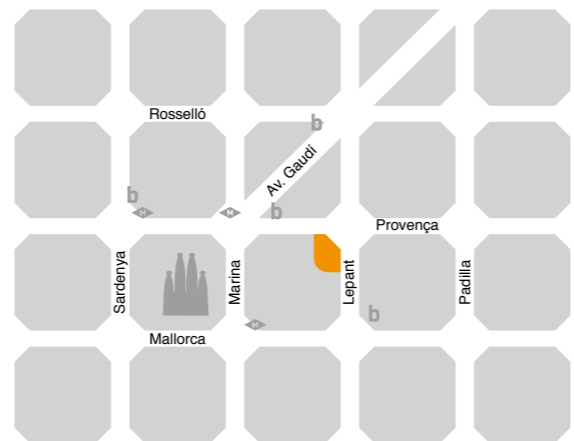 Rosselló
b
Av. Gaudí
b
M
M
b
Provença
Sardenya
Marina
Lepant
Padilla
b
M
Mallorca